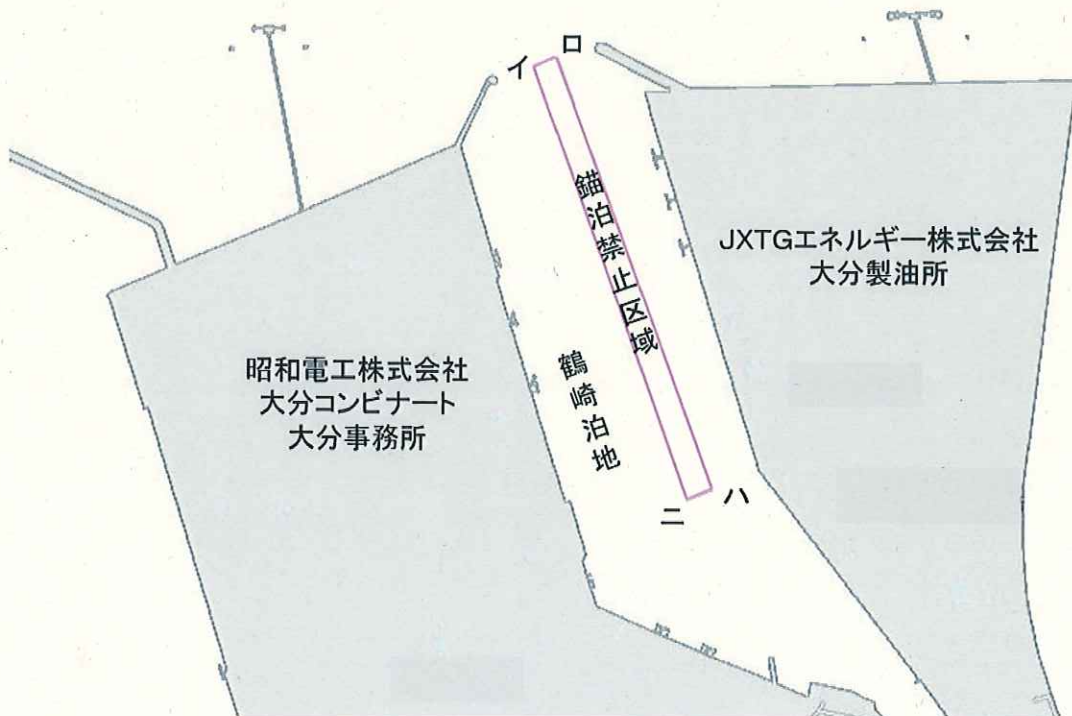 イ
ロ
錨泊禁止区域
JXTGエネルギー株式会社
大分製油所
昭和電工株式会社
大分コンビナート
大分事務所
鶴崎泊地
ニ
ハ